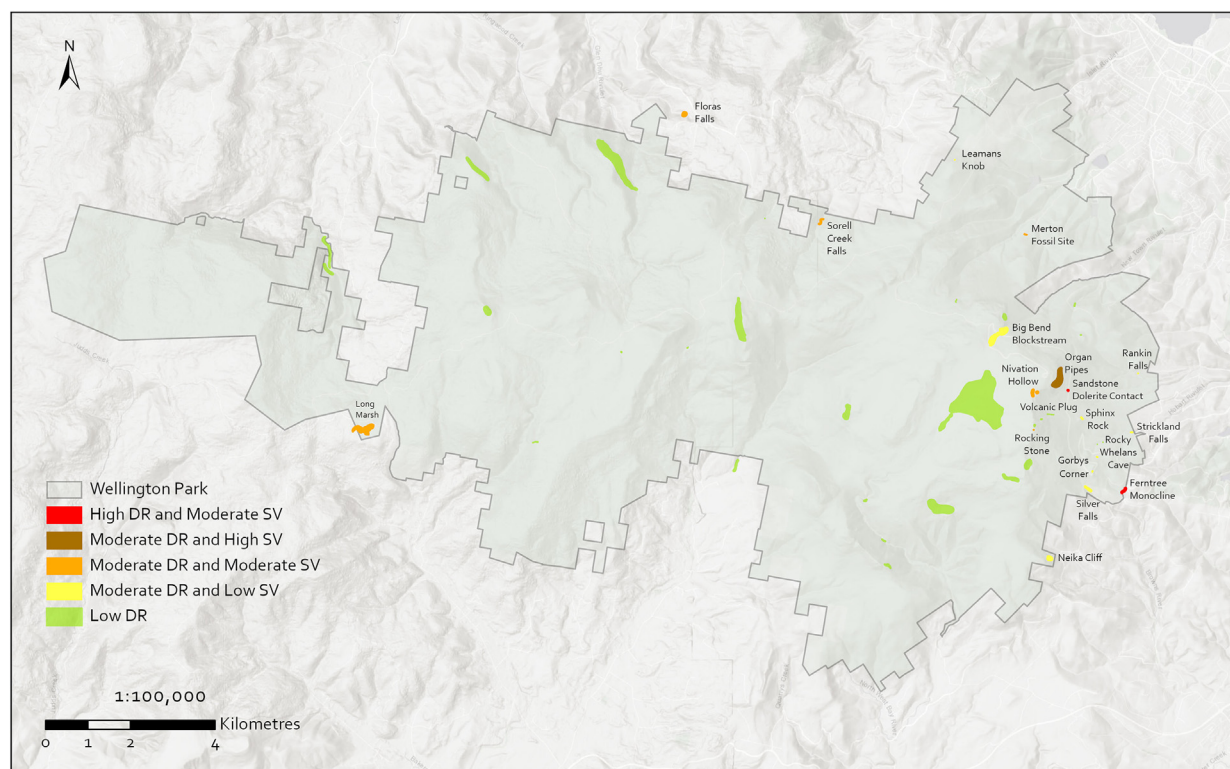 N
Floras
Falls
Leamans
Knob
Sorell
Creek
Falls
Merton
Fossil Site
Big Bend
Blockstream
Organ
Pipes
Rankin
Falls
Nivation
Hollow
Sandstone
Dolerite Contact
Volcanic Plug
Long
Marsh
Sphinx
Rock
Strickland
Falls
Rocking
Stone
Rocky
Whelans
Cave
Gorbys
Corner
Ferntree
Monocline
Silver
Falls
Neika Cliff
Wellington Park
High DR and Moderate SV
Moderate DR and High SV
Moderate DR and Moderate SV
Moderate DR and Low SV
Low DR
1:100,000
Kilometres
0 1 2 4